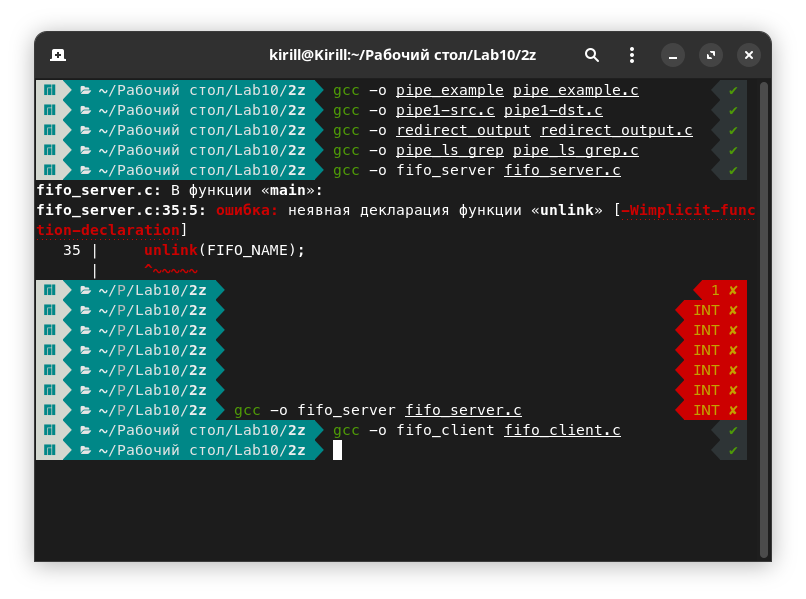 kirill@Kirill:~/Рабочий стол/Lab10/2z
~/Рабочий стол/Lab10/2z gcc -o pipe_example pipe_example.c ✔
~/Рабочий стол/Lab10/2z gcc -o pipe1-src.c pipe1-dst.c ✔
~/Рабочий стол/Lab10/2z gcc -o redirect_output redirect_output.c ✔
~/Рабочий стол/Lab10/2z gcc -o pipe_ls_grep pipe_ls_grep.c ✔
~/Рабочий стол/Lab10/2z gcc -o fifo_server fifo_server.c ✔
fifo_server.c: В функции «main»:
fifo_server.c:35:5: ошибка: неявная декларация функции «unlink» [-Wimplicit-func
tion-declaration]
35 | unlink(FIFO_NAME);
| ^~~~~~
~/Р/Lab10/2z 1 ✘
~/Р/Lab10/2z INT ✘
~/Р/Lab10/2z INT ✘
~/Р/Lab10/2z INT ✘
~/Р/Lab10/2z INT ✘
~/Р/Lab10/2z INT ✘
~/Р/Lab10/2z gcc -o fifo_server fifo_server.c INT ✘
~/Рабочий стол/Lab10/2z gcc -o fifo_client fifo_client.c ✔
~/Рабочий стол/Lab10/2z ✔